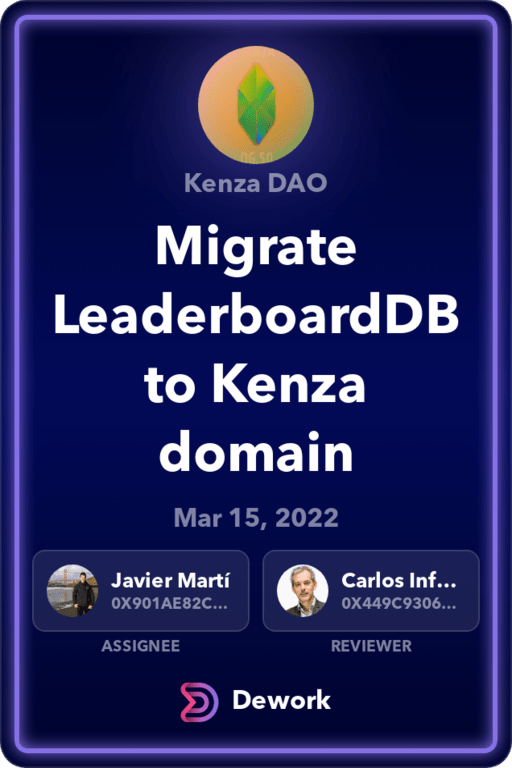 Kenza DAO
Migrate
LeaderboardDB
to Kenza
domain
Mar 15, 2022
Javier Martí
0X901AE82C...
ASSIGNEE
Carlos Inf...
0X449C9306...
REVIEWER
Dework